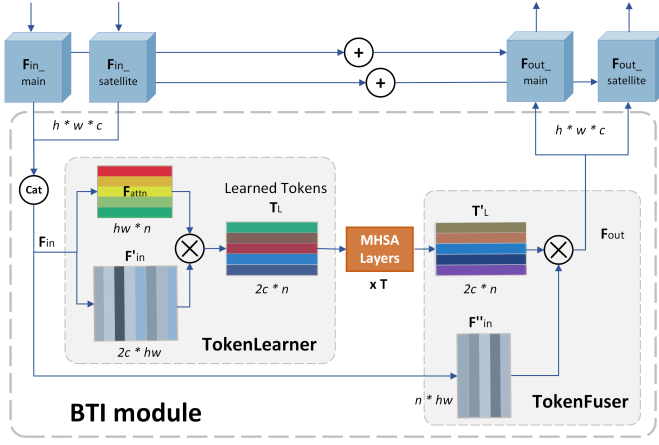 Fin_
main
Fin_
satellite
+
+
Fout_
main
Fout_
satellite
h * w * c
h * w * c
Cat
Fattn
hw * n
Learned Tokens
TL
T'L
MHSA
Layers
x T
Fin
Fout
F'in
2c * n
2c * n
2c * hw
TokenLearner
F''in
n * hw
TokenFuser
BTI module